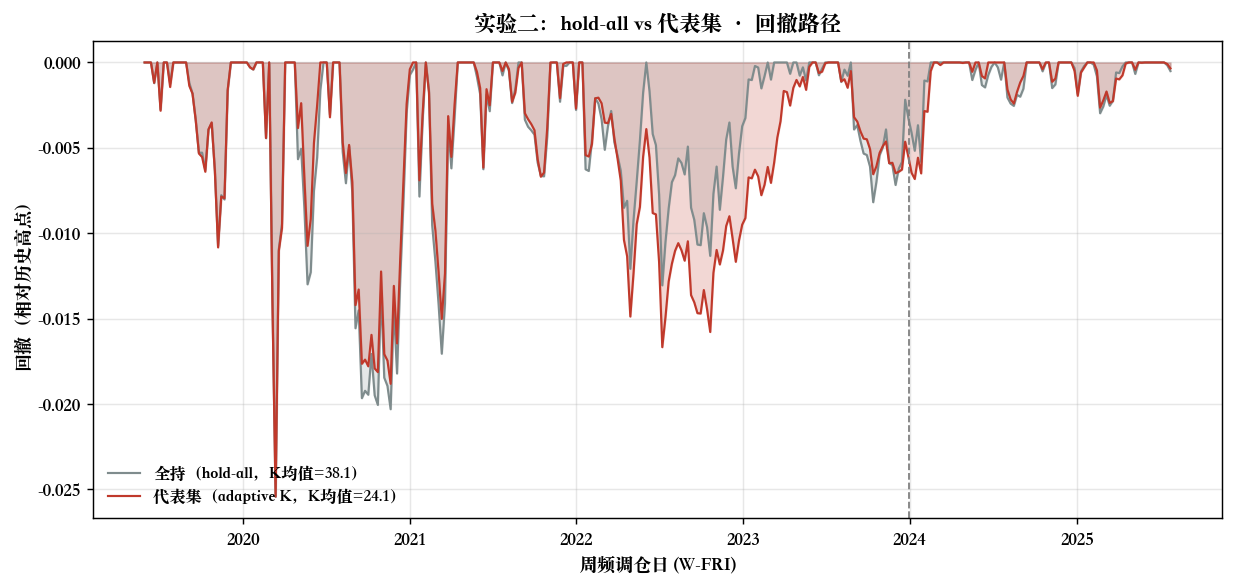 实验二：hold-all vs 代表集 · 回撤路径
回撤（相对历史高点）
0.000
-0.005
-0.010
-0.015
-0.020
-0.025
全持（hold-all，K均值=38.1）
代表集（adaptive K，K均值=24.1）
2020
2021
2022
2023
2024
2025
周频调仓日 (W-FRI)